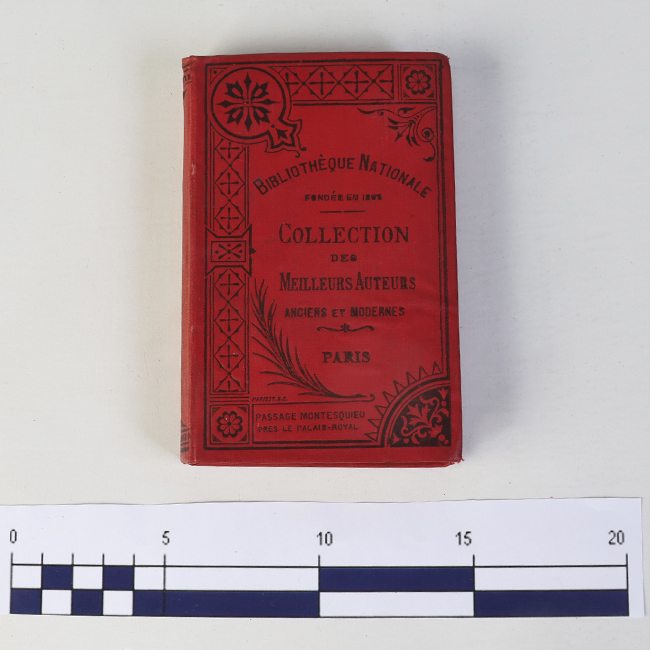 BIBLIOTHÈQUE NATIONALE
FONDÉE EN 1863
COLLECTION
DES
MEILLEURS AUTEURS
ANCIENS ET MODERNES
PARIS
PASSAGE MONTESQUIEU
PRÈS LE PALAIS-ROYAL
0 5 10 15 20